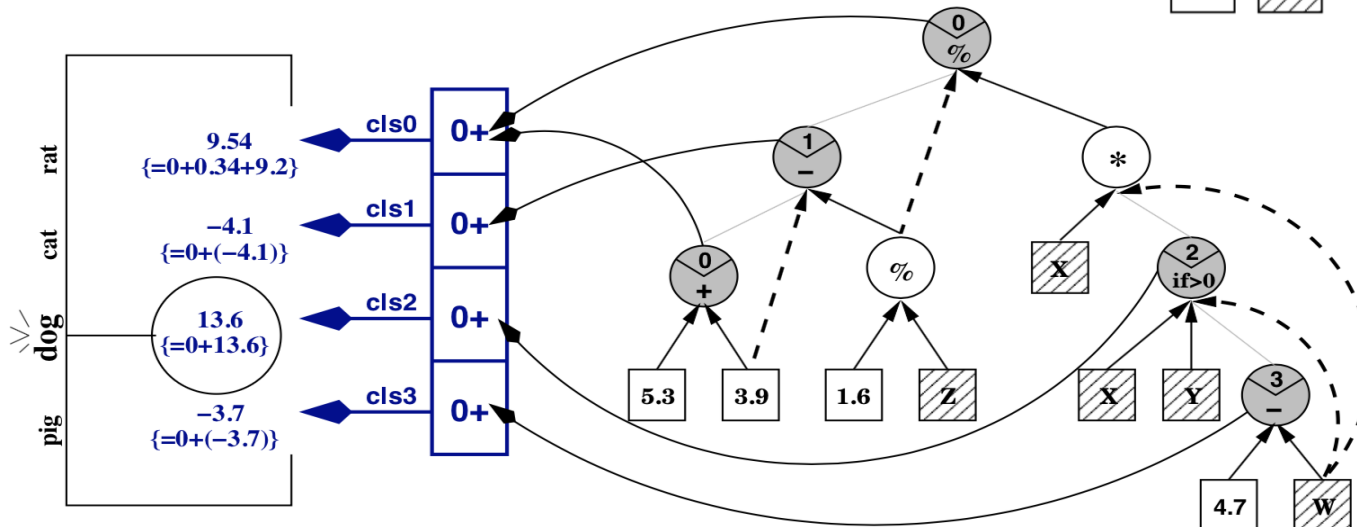 rat
cat
dog
pig
9.54
{=0+0.34+9.2}
−4.1
{=0+(−4.1)}
13.6
{=0+13.6}
−3.7
{=0+(−3.7)}
cls0
cls1
cls2
cls3
0+
0+
0+
0+
0
%
1
−
*
0
+
%
X
2
if>0
5.3
3.9
1.6
Z
X
Y
3
−
4.7
W